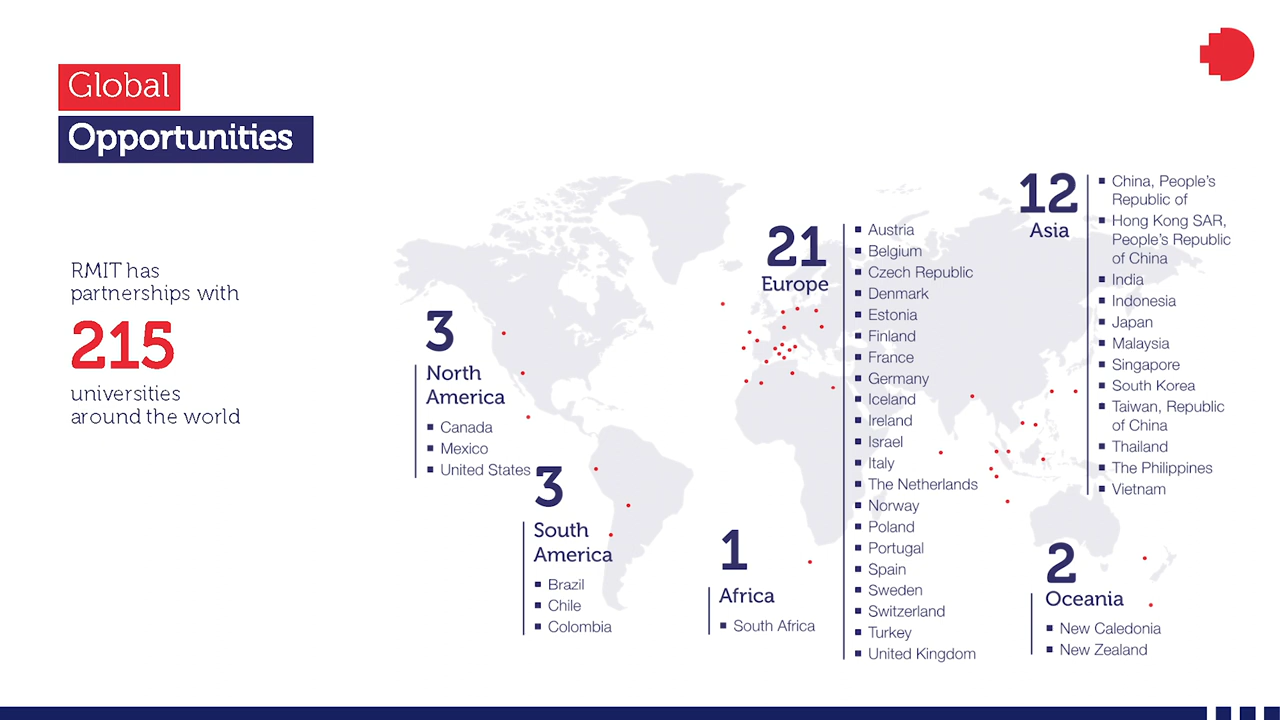 Global
Opportunities
RMIT has
partnerships with
215
universities
around the world
3
North
America
Canada
Mexico
United States
3
South
America
Brazil
Chile
Colombia
1
Africa
South Africa
21
Europe
Austria
Belgium
Czech Republic
Denmark
Estonia
Finland
France
Germany
Iceland
Ireland
Israel
Italy
The Netherlands
Norway
Poland
Portugal
Spain
Sweden
Switzerland
Turkey
United Kingdom
12
Asia
China, People's
Republic of
Hong Kong SAR,
People's Republic
of China
India
Indonesia
Japan
Malaysia
Singapore
South Korea
Taiwan, Republic
of China
Thailand
The Philippines
Vietnam
2
Oceania
New Caledonia
New Zealand